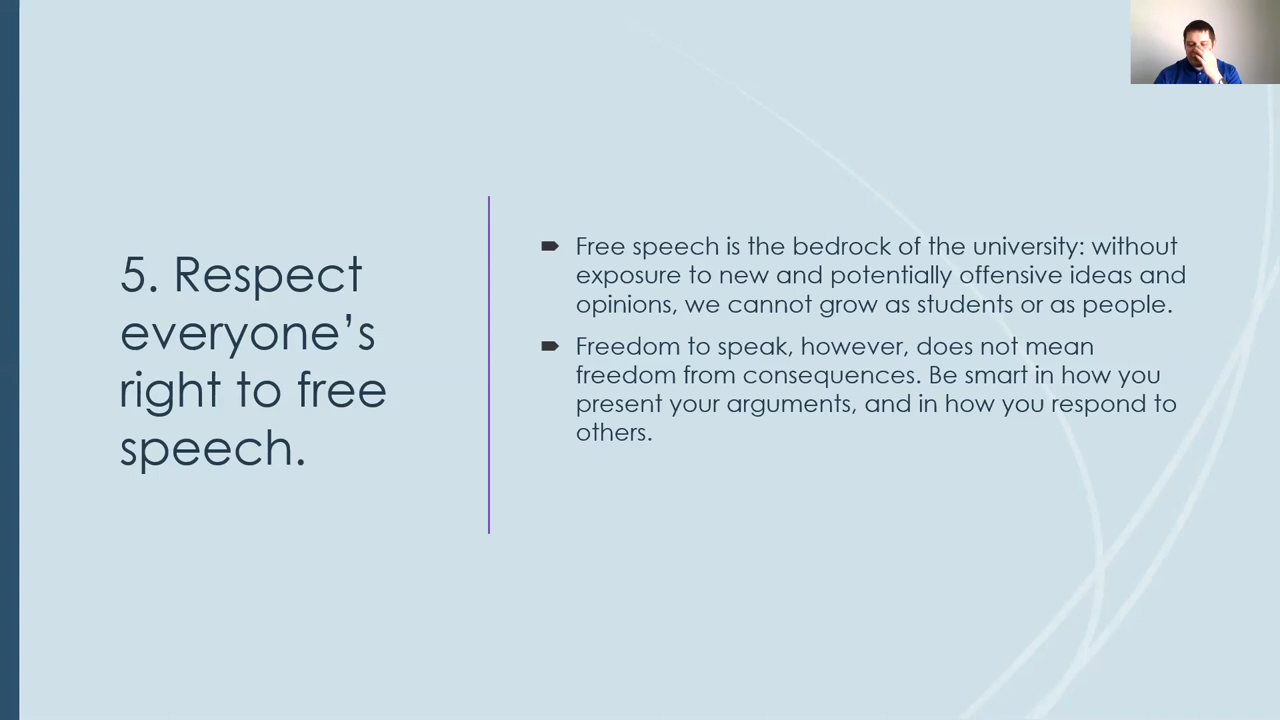 5. Respect
everyone’s
right to free
speech.
Free speech is the bedrock of the university: without
exposure to new and potentially offensive ideas and
opinions, we cannot grow as students or as people.
Freedom to speak, however, does not mean
freedom from consequences. Be smart in how you
present your arguments, and in how you respond to
others.